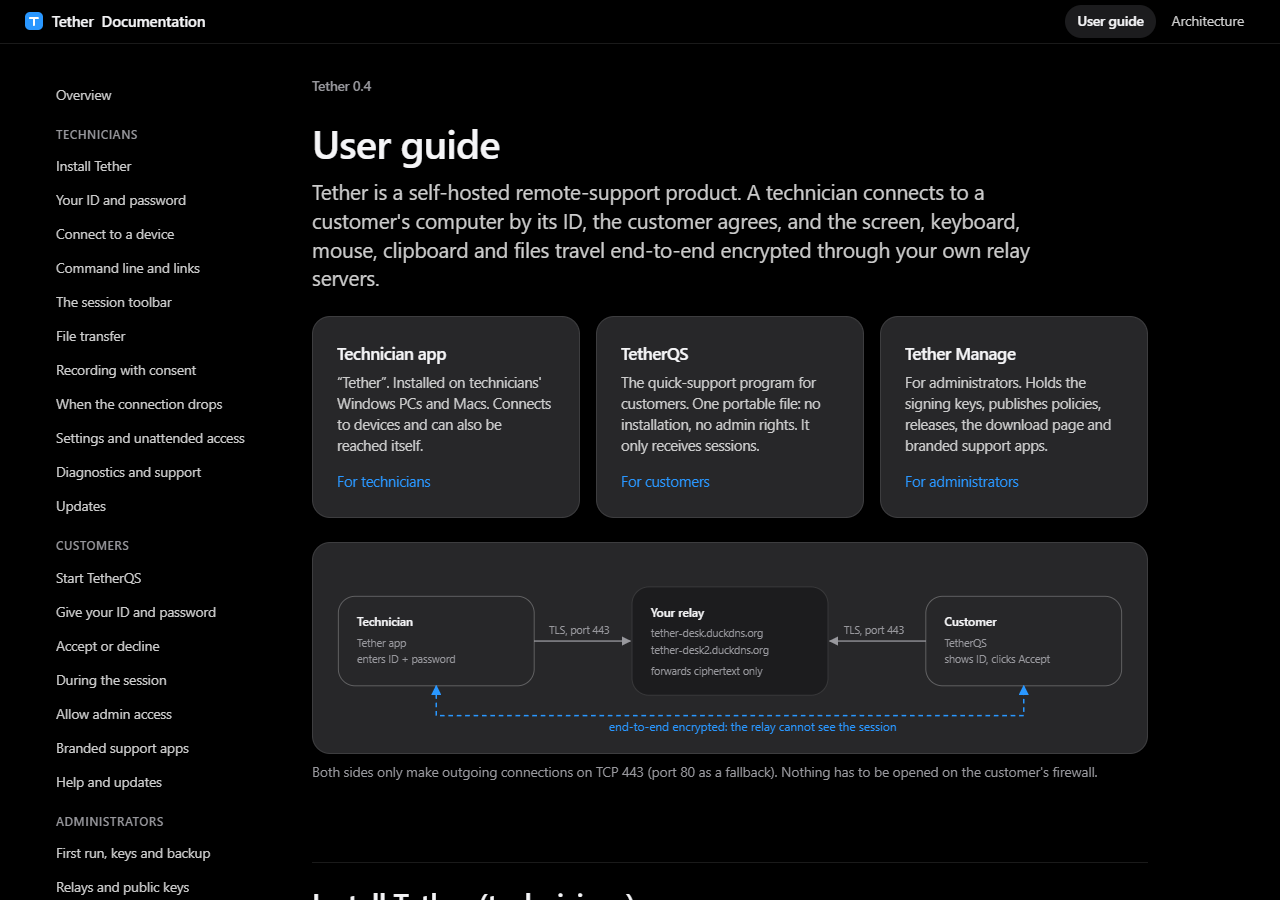 Tether Documentation
User guide
Architecture
Overview
TECHNICIANS
Install Tether
Your ID and password
Connect to a device
Command line and links
The session toolbar
File transfer
Recording with consent
When the connection drops
Settings and unattended access
Diagnostics and support
Updates
CUSTOMERS
Start TetherQS
Give your ID and password
Accept or decline
During the session
Allow admin access
Branded support apps
Help and updates
ADMINISTRATORS
First run, keys and backup
Relays and public keys
Tether 0.4
User guide
Tether is a self-hosted remote-support product. A technician connects to a
customer's computer by its ID, the customer agrees, and the screen, keyboard,
mouse, clipboard and files travel end-to-end encrypted through your own relay
servers.
Technician app
“Tether”. Installed on technicians'
Windows PCs and Macs. Connects
to devices and can also be
reached itself.
For technicians
TetherQS
The quick-support program for
customers. One portable file: no
installation, no admin rights. It
only receives sessions.
For customers
Tether Manage
For administrators. Holds the
signing keys, publishes policies,
releases, the download page and
branded support apps.
For administrators
Technician
Tether app
enters ID + password
TLS, port 443
Your relay
tether-desk.duckdns.org
tether-desk2.duckdns.org
forwards ciphertext only
TLS, port 443
Customer
TetherQS
shows ID, clicks Accept
end-to-end encrypted: the relay cannot see the session
Both sides only make outgoing connections on TCP 443 (port 80 as a fallback). Nothing has to be opened on the customer's firewall.
Install Tether (technicians)